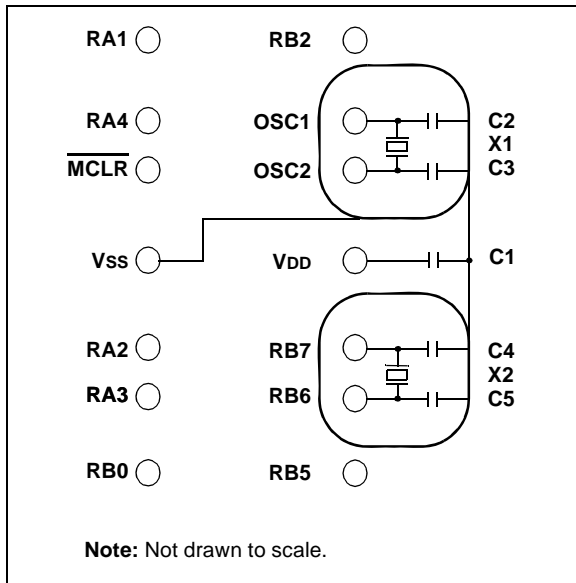 RA1 RB2
RA4 OSC1 C2
X1
MCLR OSC2 C3
VSS VDD C1
RA2 RB7 C4
X2
RA3 RB6 C5
RB0 RB5
Note: Not drawn to scale.